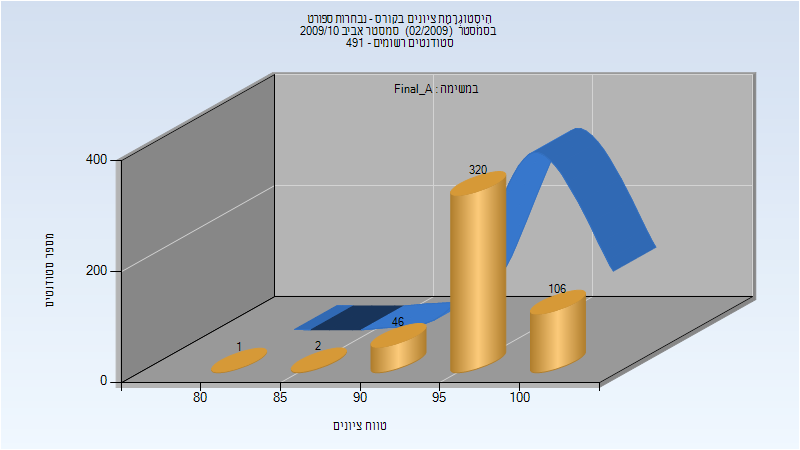 היסטוגרמת ציונים בקורס - נבחרות ספורט
בסמסטר (02/2009) סמסטר אביב 2009/10
סטודנטים רשומים - 491
במשימה : Final_A
400
200
0
מספר סטודנטים
1
2
46
320
106
80
85
90
95
100
טווח ציונים